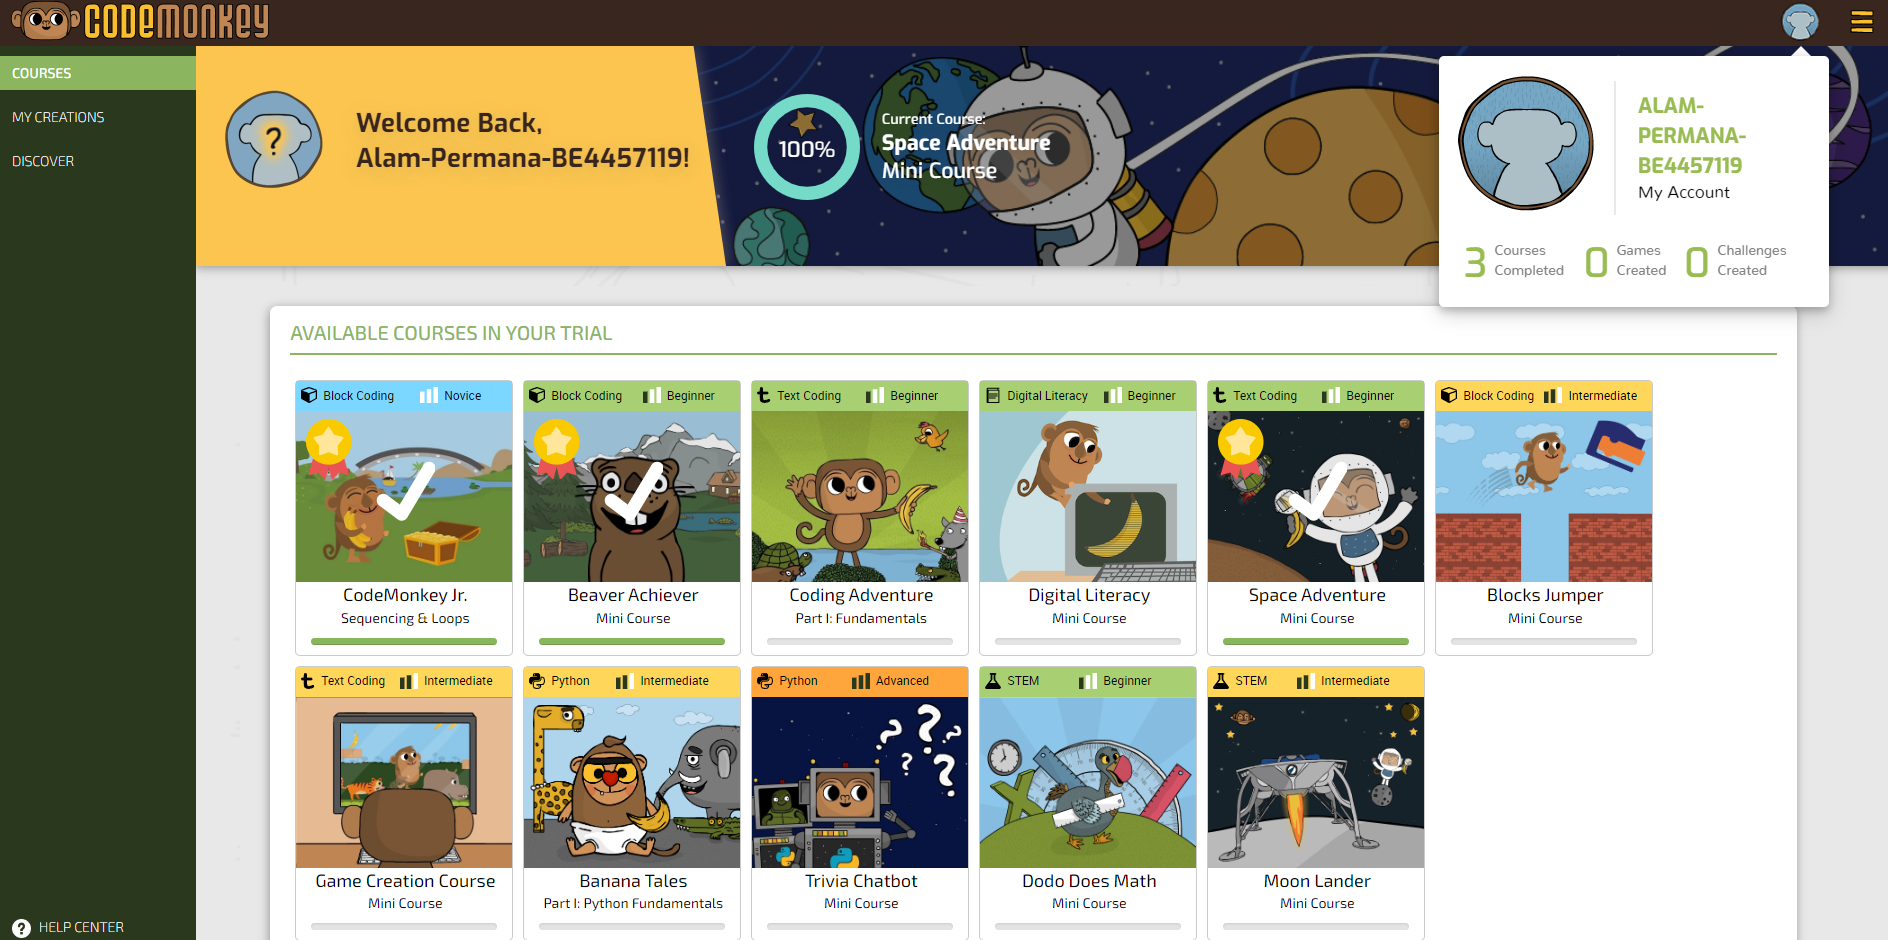 CODEMONKEY
COURSES
MY CREATIONS
DISCOVER
HELP CENTER
?
Welcome Back,
Alam-Permana-BE4457119!
100%
Current Course:
Space Adventure
Mini Course
ALAM-
PERMANA-
BE4457119
My Account
3 Courses Completed
0 Games Created
0 Challenges Created
AVAILABLE COURSES IN YOUR TRIAL
Block Coding Novice
CodeMonkey Jr.
Sequencing & Loops
Block Coding Beginner
Beaver Achiever
Mini Course
Text Coding Beginner
Coding Adventure
Part I: Fundamentals
Digital Literacy Beginner
Digital Literacy
Mini Course
Text Coding Beginner
Space Adventure
Mini Course
Block Coding Intermediate
Blocks Jumper
Mini Course
Text Coding Intermediate
Game Creation Course
Mini Course
Python Intermediate
Banana Tales
Part I: Python Fundamentals
Python Advanced
? ? ? ? ?
Trivia Chatbot
Mini Course
STEM Beginner
Dodo Does Math
Mini Course
STEM Intermediate
Moon Lander
Mini Course